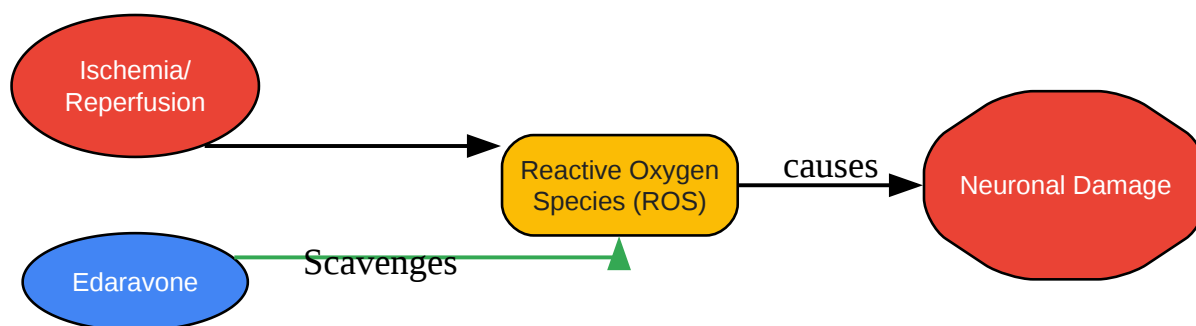 Ischemia/
Reperfusion
Reactive Oxygen
Species (ROS)
causes
Neuronal Damage
Edaravone
Scavenges